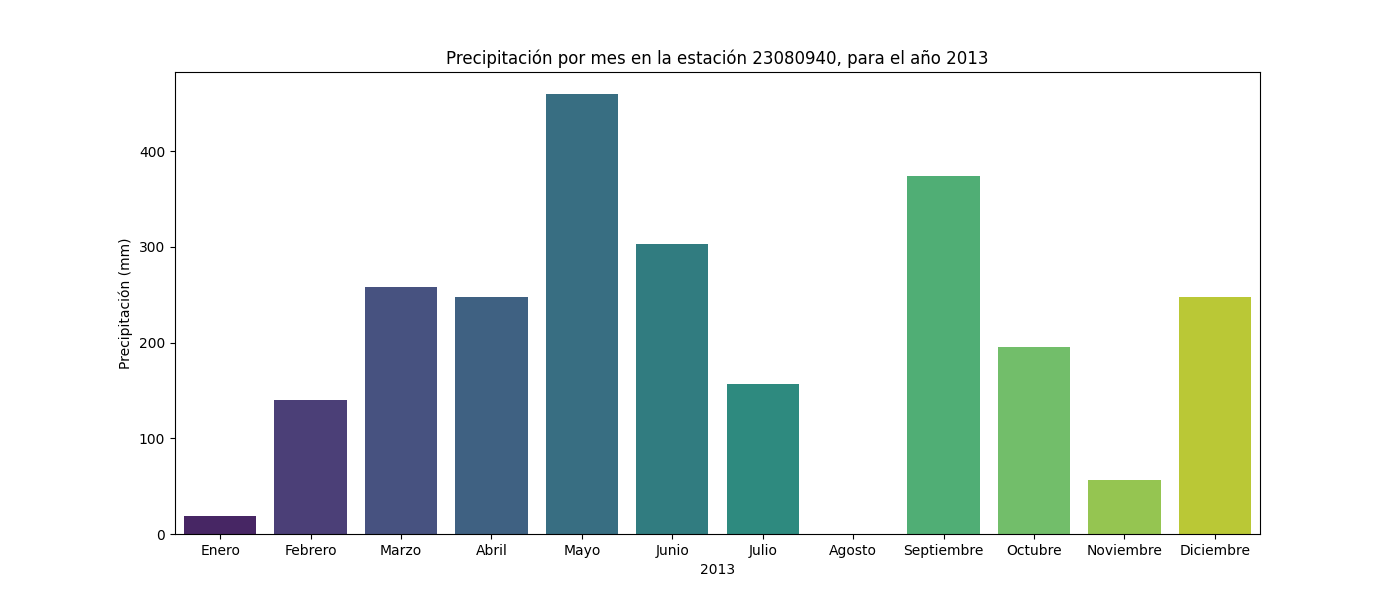 Precipitación por mes en la estación 23080940, para el año 2013
Precipitación (mm)
400
300
200
100
0
Enero Febrero Marzo Abril Mayo Junio Julio Agosto Septiembre Octubre Noviembre Diciembre
2013